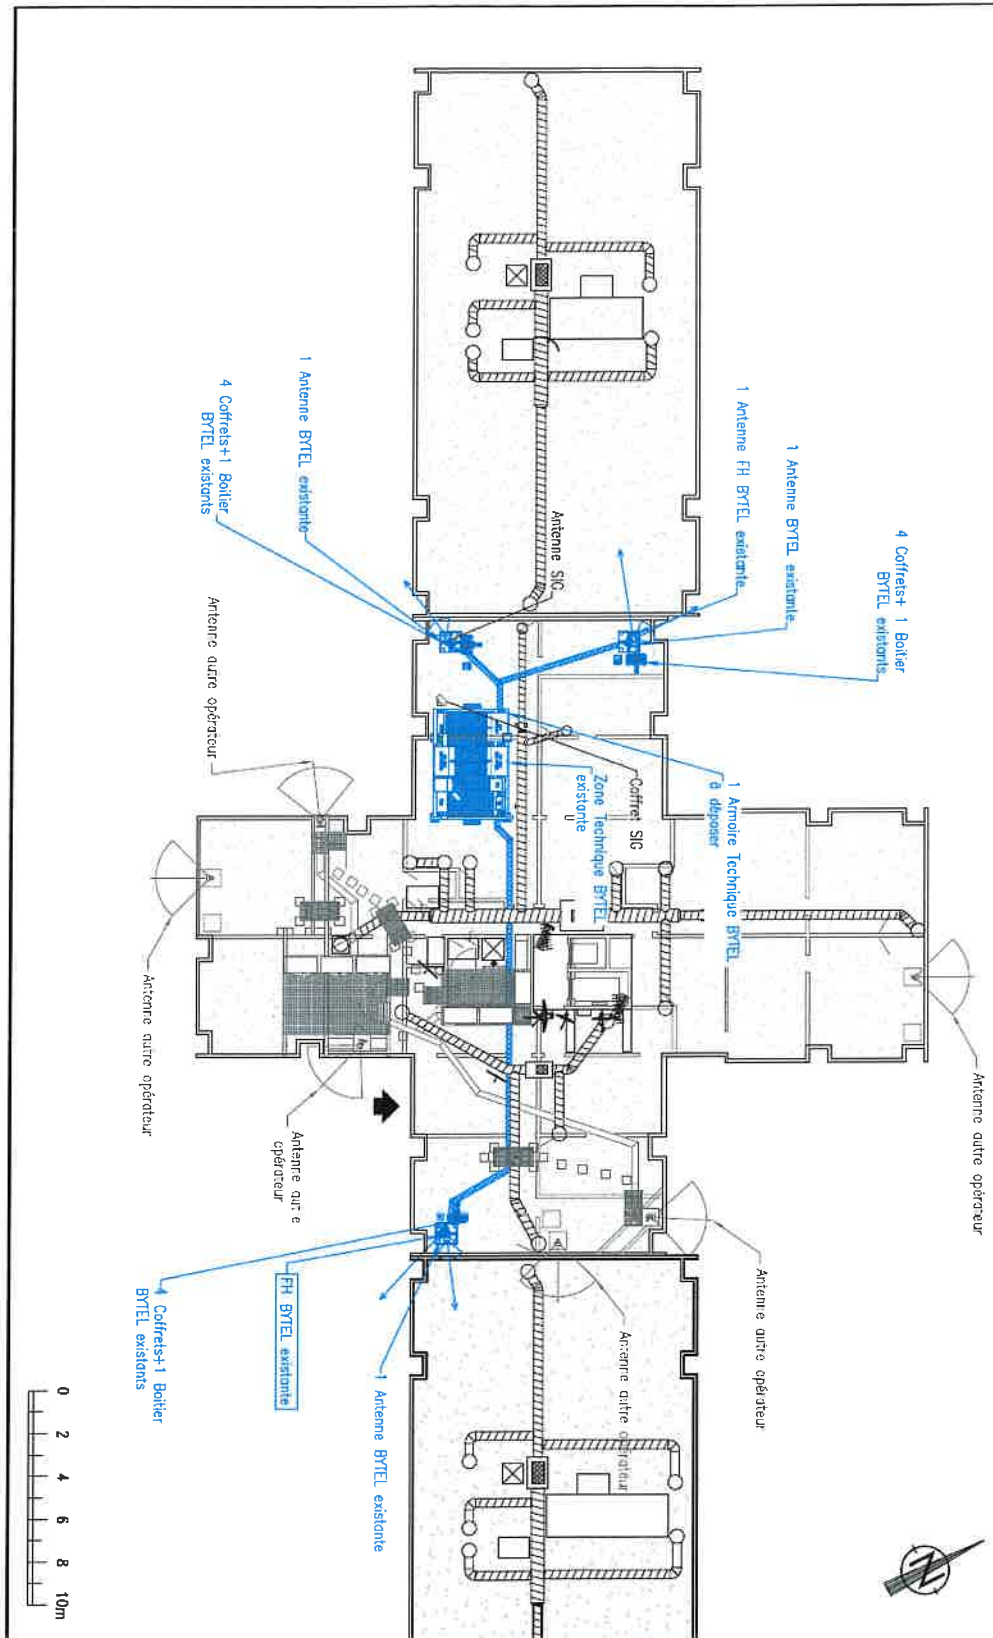 4 Coffrets+ 1 Boitier
BYTEL existants
1 Antenne BYTEL existante
1 Antenne FH BYTEL existante
1 Antenne BYTEL existante
4 Coffrets+1 Boitier
BYTEL existants
Antenne SIG
Antenne autre opérateur
1 Armoire Technique BYTEL
à déposer
Coffret SIG
Zone Technique BYTEL
existante
Antenne autre opérateur
Antenne autre opérateur
Antenne aut e
opérateur
Antenne autre opérateur
Antenne autre opérateur
FH BYTEL existante
4 Coffrets+1 Boitier
BYTEL existants
1 Antenne BYTEL existante
0 2 4 6 8 10m
N